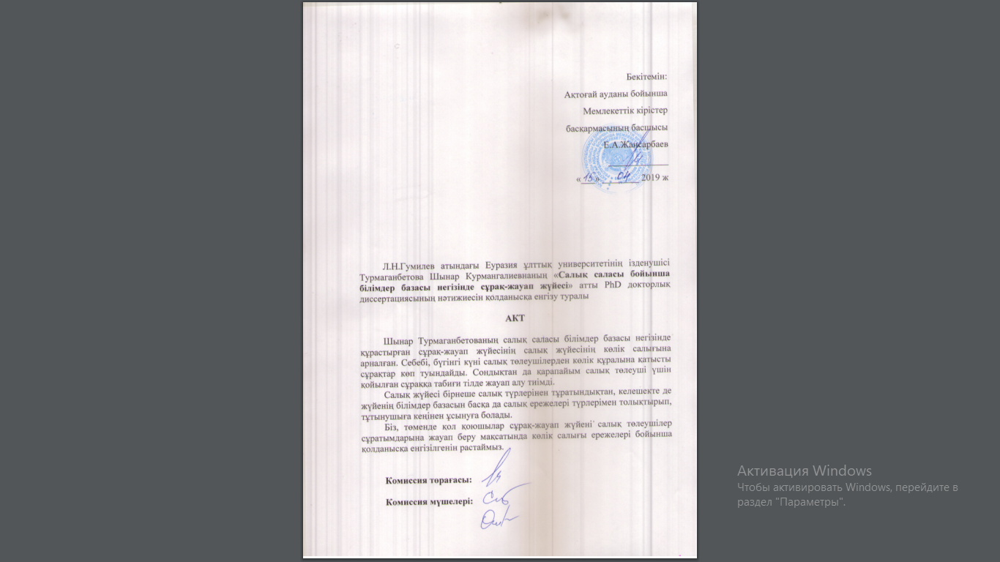 Бекітемін:
Ақтоғай ауданы бойынша
Мемлекеттік кірістер
басқармасының басшысы
Б.А.Жансарбаев
«15» 04 2019 ж
Л.Н.Гумилев атындағы Еуразия ұлттық университетінің ізденушісі
Турмаганбетова Шынар Курмангалиевнаның «Салық саласы бойынша
білімдер базасы негізінде сұрақ-жауап жүйесі» атты PhD докторлық
диссертациясының нәтижиесін қолданысқа енгізу туралы
АКТ
Шынар Турмаганбетованың салық саласы білімдер базасы негізінде
құрастырған сұрақ-жауап жүйесінің салық жүйесінің көлік салығына
арналған. Себебі, бүгінгі күні салық төлеушілерден көлік құралына қатысты
сұрақтар көп туындайды. Сондықтан да қарапайым салық төлеуші үшін
қойылған сұраққа табиғи тілде жауап алу тиімді.
Салық жүйесі бірнеше салық түрлерінен тұратындықтан, келешекте де
жүйенің білімдер базасын басқа да салық ережелері түрлерімен толықтырып,
тұтынушыға кеңінен ұсынуға болады.
Біз, төменде қол қоюшылар сұрақ-жауап жүйені салық төлеушілер
сұратымдарына жауап беру мақсатында көлік салығы ережелері бойынша
қолданысқа енгізілгенін растаймыз.
Комиссия төрағасы:
Комиссия мүшелері:
Активация Windows
Чтобы активировать Windows, перейдите в
раздел "Параметры".